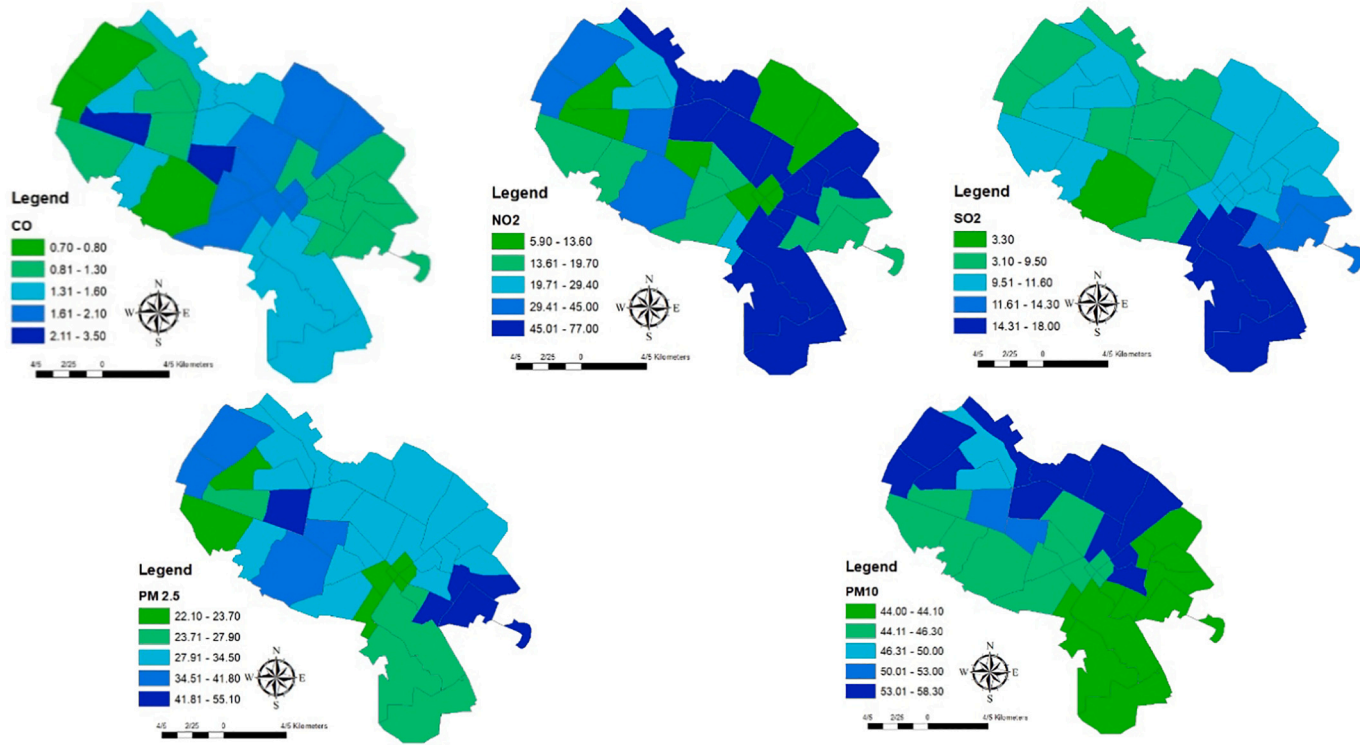 Legend
CO
0.70 - 0.80
0.81 - 1.30
1.31 - 1.60
1.61 - 2.10
2.11 - 3.50
N
W E
S
4/5 2/25 0 4/5 Kilometers
Legend
NO2
5.90 - 13.60
13.61 - 19.70
19.71 - 29.40
29.41 - 45.00
45.01 - 77.00
N
W E
S
4/5 2/25 0 4/5 Kilometers
Legend
SO2
3.30
3.10 - 9.50
9.51 - 11.60
11.61 - 14.30
14.31 - 18.00
N
W E
S
4/5 2/25 0 4/5 Kilometers
Legend
PM 2.5
22.10 - 23.70
23.71 - 27.90
27.91 - 34.50
34.51 - 41.80
41.81 - 55.10
N
W E
S
4/5 2/25 0 4/5 Kilometers
Legend
PM10
44.00 - 44.10
44.11 - 46.30
46.31 - 50.00
50.01 - 53.00
53.01 - 58.30
N
W E
S
4/5 2/25 0 4/5 Kilometers